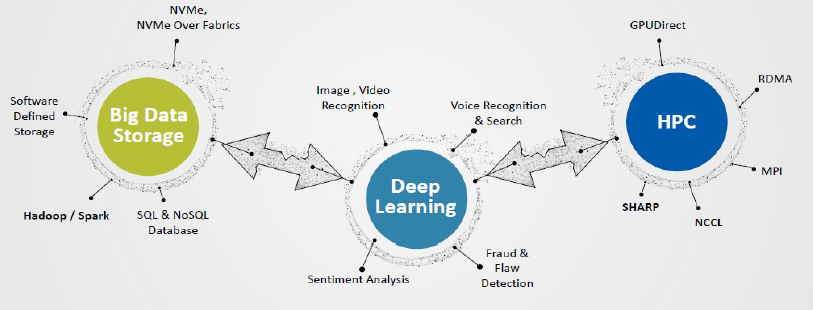 NVMe,
NVMe Over Fabrics
Software
Defined
Storage
Big Data
Storage
Hadoop / Spark
SQL & NoSQL
Database
Image , Video
Recognition
Voice Recognition
& Search
Deep
Learning
Sentiment Analysis
Fraud &
Flaw
Detection
GPUDirect
RDMA
HPC
MPI
SHARP
NCCL